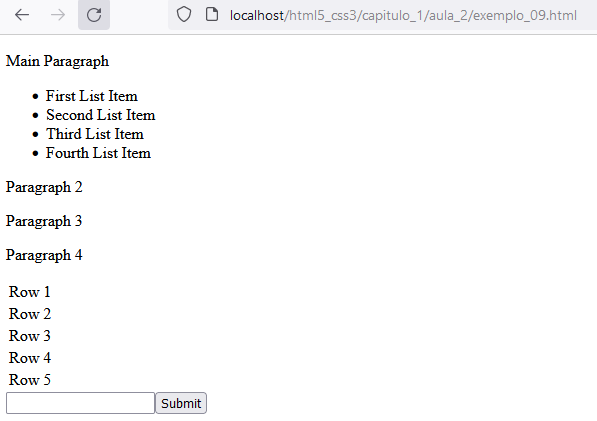 localhost/html5_css3/capitulo_1/aula_2/exemplo_09.html
Main Paragraph
First List Item
Second List Item
Third List Item
Fourth List Item
Paragraph 2
Paragraph 3
Paragraph 4
Row 1
Row 2
Row 3
Row 4
Row 5
Submit